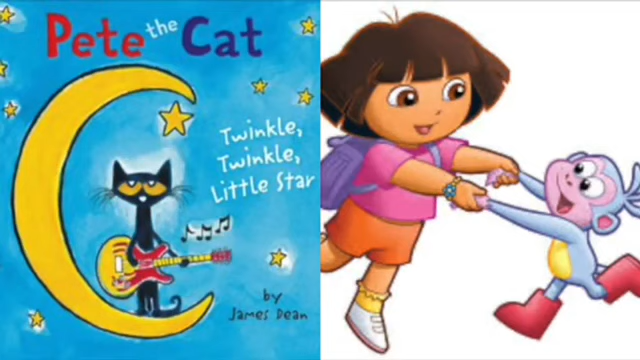 Pete the Cat
Twinkle,
Twinkle,
Little Star
by
James Dean